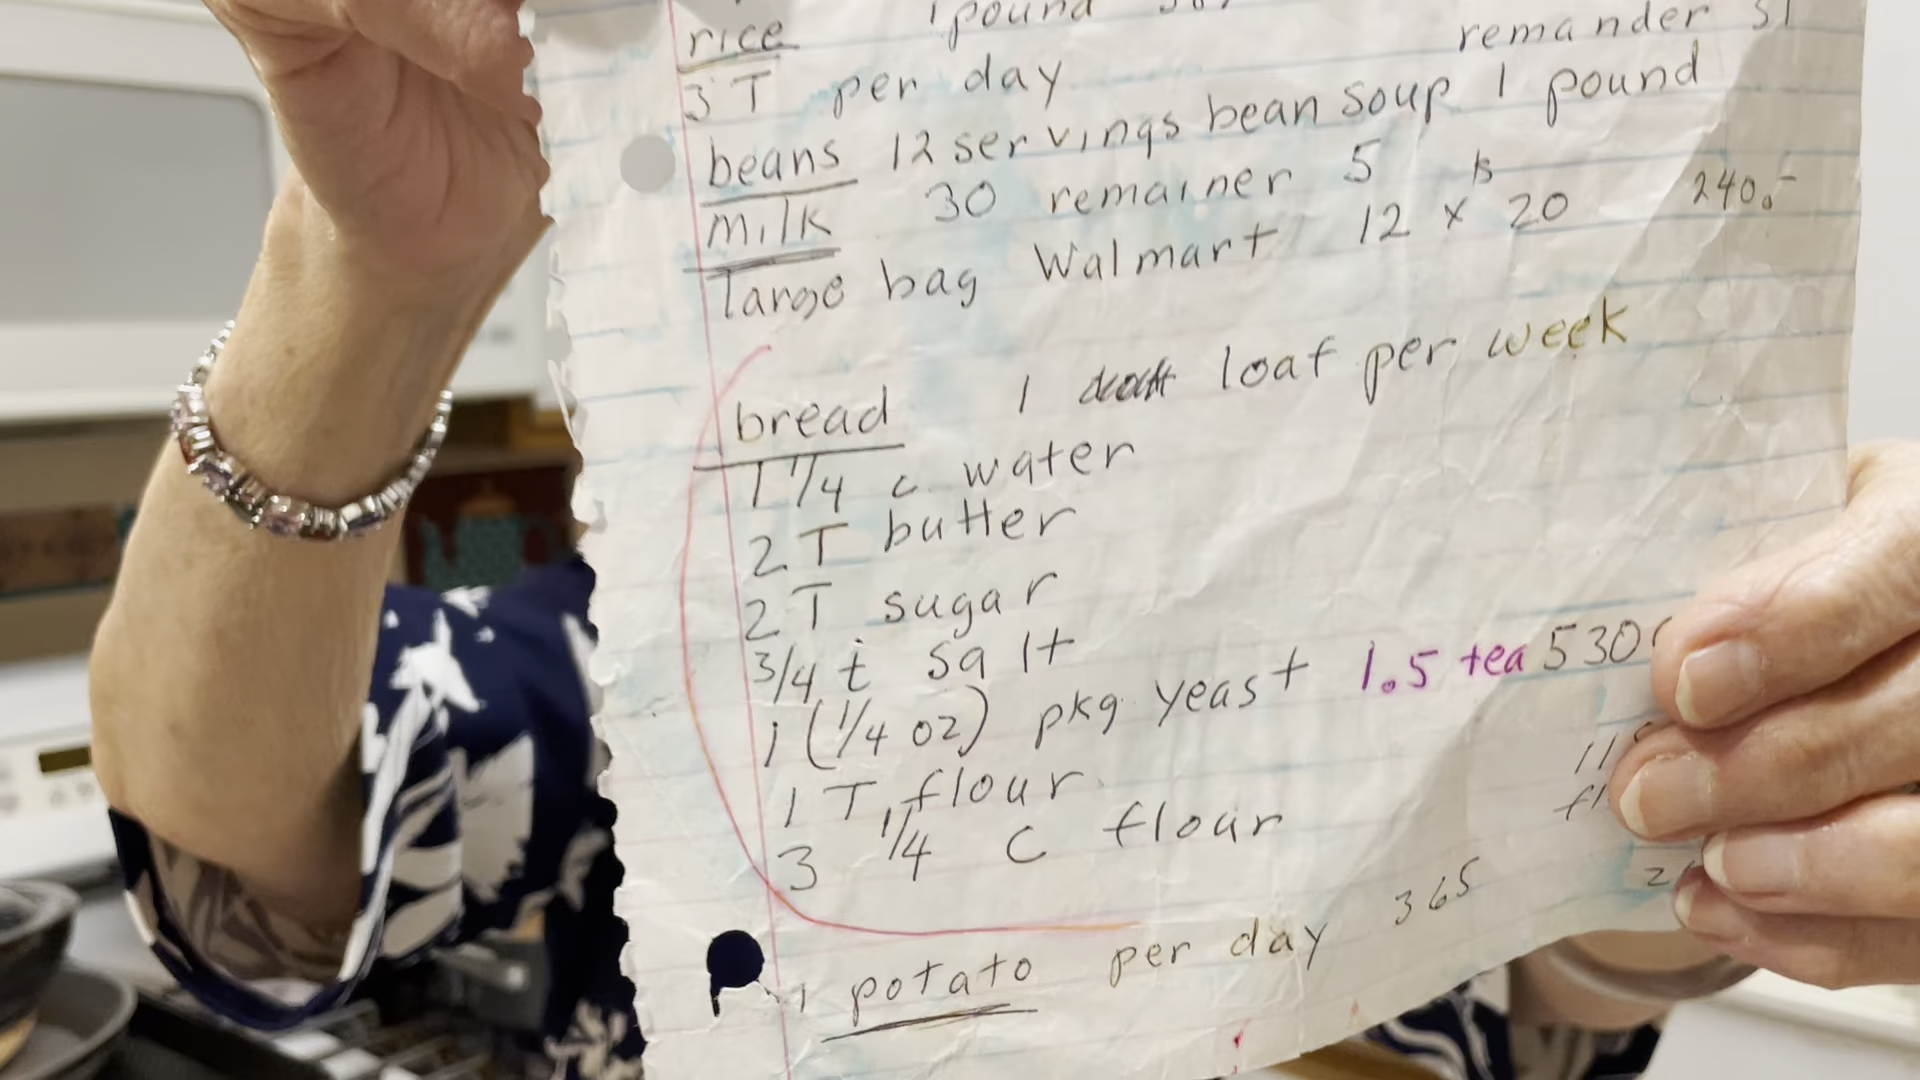 rice 1 pound
remander
3 T per day
beans 12 servings bean soup 1 pound
milk 30 remainer 5
large bag Walmart 12 x 20 240.-
bread 1 loaf per week
1 1/4 c water
2 T butter
2 T sugar
3/4 t salt
1 (1/4 oz) pkg yeast 1.5 tea 530
1 T flour
3 1/4 C flour
1 potato per day 365